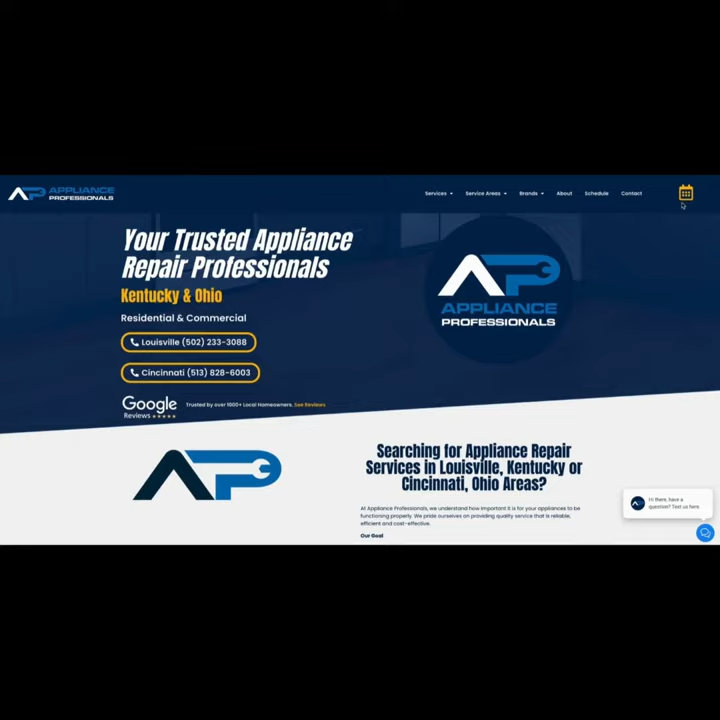 AP APPLIANCE PROFESSIONALS
Services
Service Areas
Brands
About
Schedule
Contact
Your Trusted Appliance
Repair Professionals
Kentucky & Ohio
Residential & Commercial
Louisville (502) 233-3088
Cincinnati (513) 828-6003
Google
Reviews
Trusted by over 1000+ Local Homeowners. See Reviews
AP
APPLIANCE
PROFESSIONALS
AP
Searching for Appliance Repair
Services in Louisville, Kentucky or
Cincinnati, Ohio Areas?
At Appliance Professionals, we understand how important it is for your appliances to be
functioning properly. We pride ourselves on providing quality service that is reliable,
efficient and cost-effective.
Our Goal
Hi there, have a
question? Text us here.